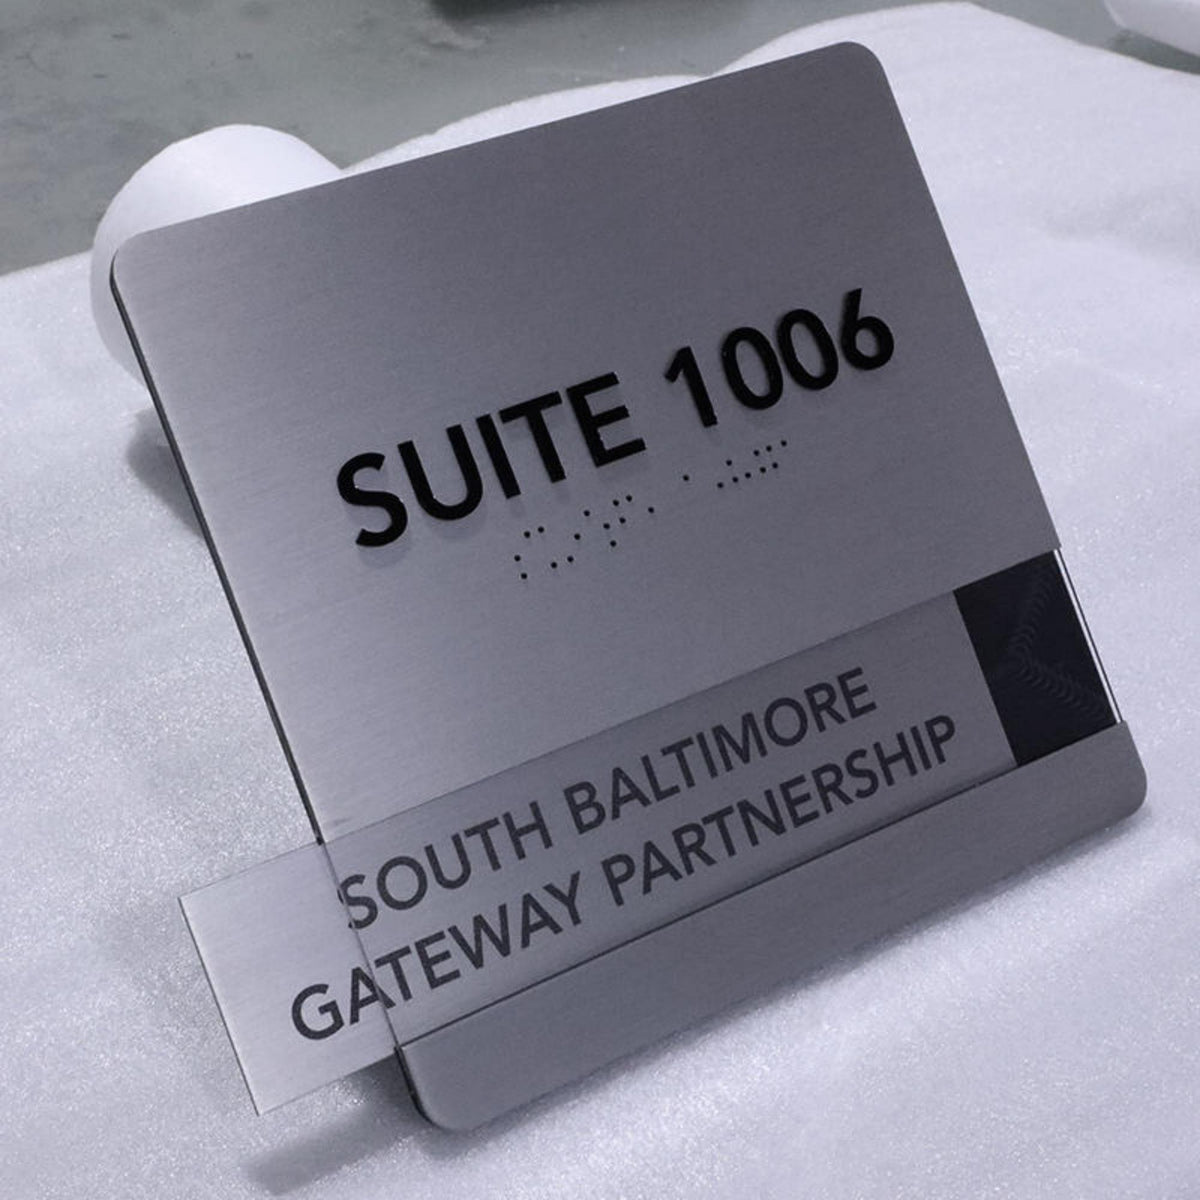 SUITE 1006
SOUTH BALTIMORE
GATEWAY PARTNERSHIP